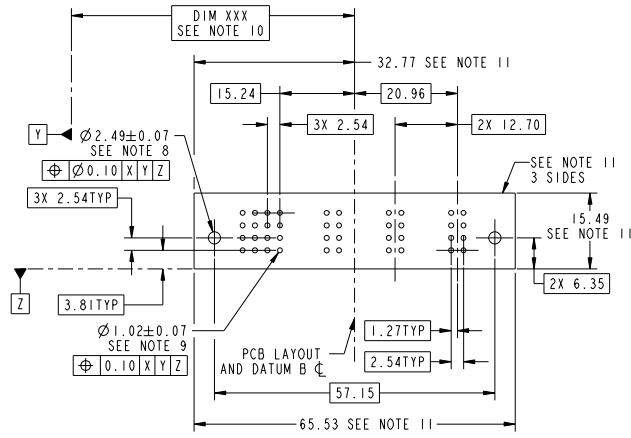 DIM XXX
SEE NOTE 10
32.77 SEE NOTE 11
15.24
20.96
3X 2.54
2X 12.70
Y
Ø2.49±0.07
SEE NOTE 8
⌖ Ø0.10 X Y Z
SEE NOTE 11
3 SIDES
3X 2.54TYP
15.49
SEE NOTE 11
Z
3.81TYP
2X 6.35
Ø1.02±0.07
SEE NOTE 9
⌖ 0.10 X Y Z
PCB LAYOUT
AND DATUM B ℄
1.27TYP
2.54TYP
57.15
65.53 SEE NOTE 11